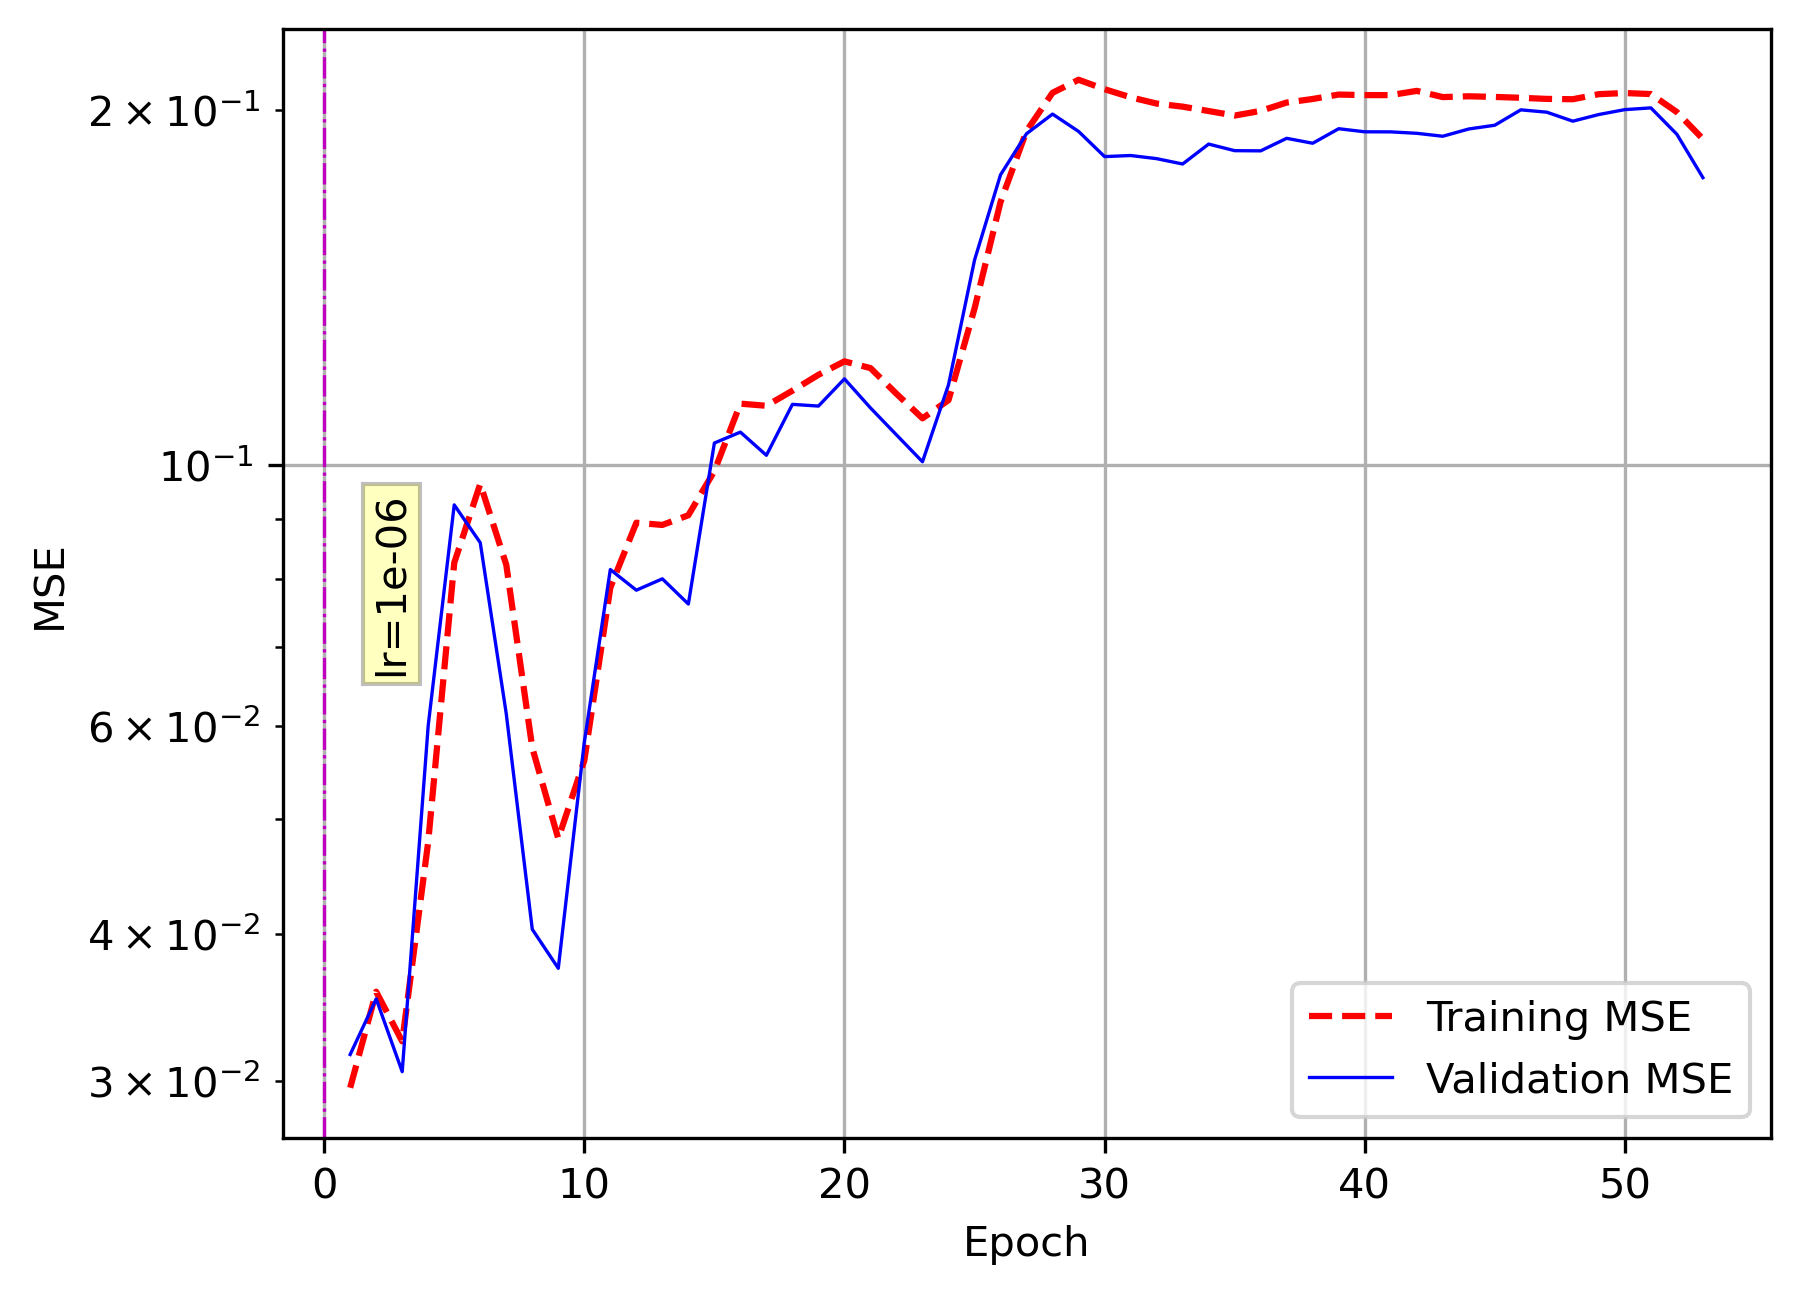 2 × 10⁻¹
10⁻¹
6 × 10⁻²
4 × 10⁻²
3 × 10⁻²
MSE
lr=1e-06
Training MSE
Validation MSE
0 10 20 30 40 50
Epoch